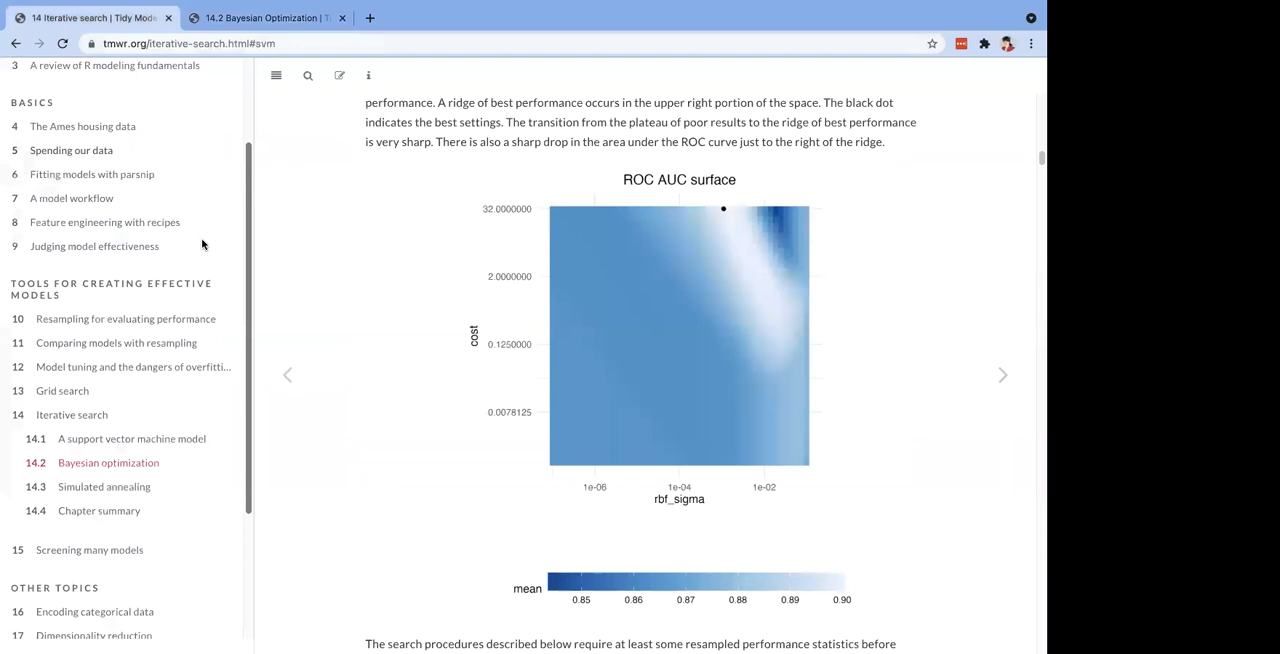 14 Iterative search | Tidy Mode
14.2 Bayesian Optimization | Ti
tmwr.org/iterative-search.html#svm
3 A review of R modeling fundamentals
BASICS
4 The Ames housing data
5 Spending our data
6 Fitting models with parsnip
7 A model workflow
8 Feature engineering with recipes
9 Judging model effectiveness
TOOLS FOR CREATING EFFECTIVE
MODELS
10 Resampling for evaluating performance
11 Comparing models with resampling
12 Model tuning and the dangers of overfitti...
13 Grid search
14 Iterative search
14.1 A support vector machine model
14.2 Bayesian optimization
14.3 Simulated annealing
14.4 Chapter summary
15 Screening many models
OTHER TOPICS
16 Encoding categorical data
17 Dimensionality reduction
performance. A ridge of best performance occurs in the upper right portion of the space. The black dot
indicates the best settings. The transition from the plateau of poor results to the ridge of best performance
is very sharp. There is also a sharp drop in the area under the ROC curve just to the right of the ridge.
ROC AUC surface
32.0000000
2.0000000
cost
0.1250000
0.0078125
1e-06 1e-04 1e-02
rbf_sigma
mean
0.85 0.86 0.87 0.88 0.89 0.90
The search procedures described below require at least some resampled performance statistics before